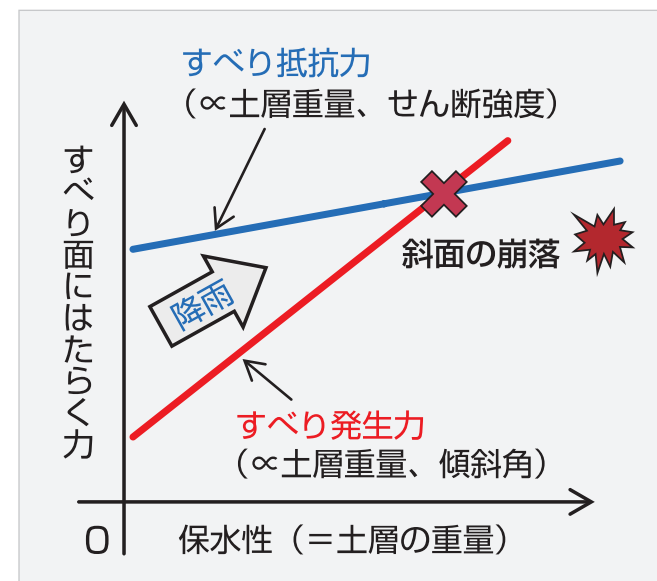 すべり抵抗力
（∝土層重量、せん断強度）
すべり面にはたらく力
斜面の崩落
降雨
すべり発生力
（∝土層重量、傾斜角）
O
保水性（＝土層の重量）